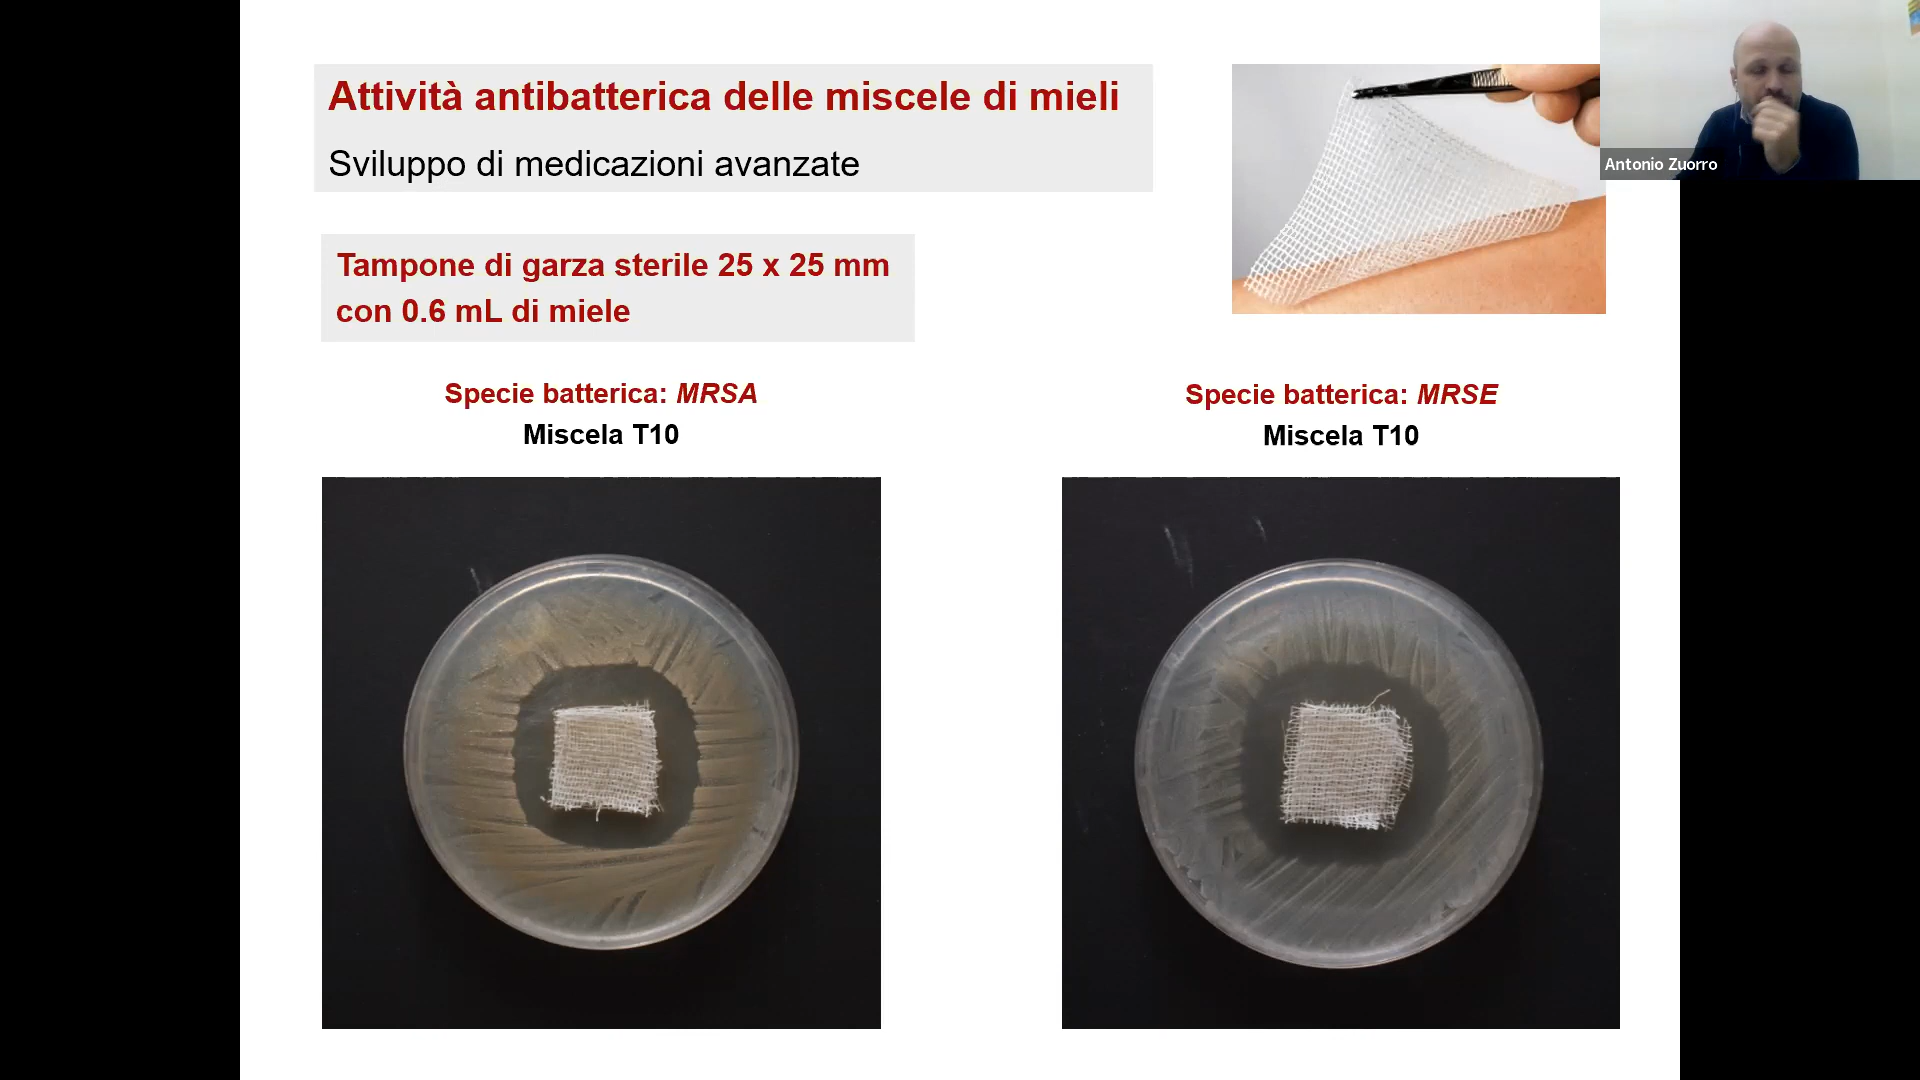 Attività antibatterica delle miscele di mieli
Sviluppo di medicazioni avanzate
Antonio Zuorro
Tampone di garza sterile 25 x 25 mm
con 0.6 mL di miele
Specie batterica: MRSA
Miscela T10
Specie batterica: MRSE
Miscela T10